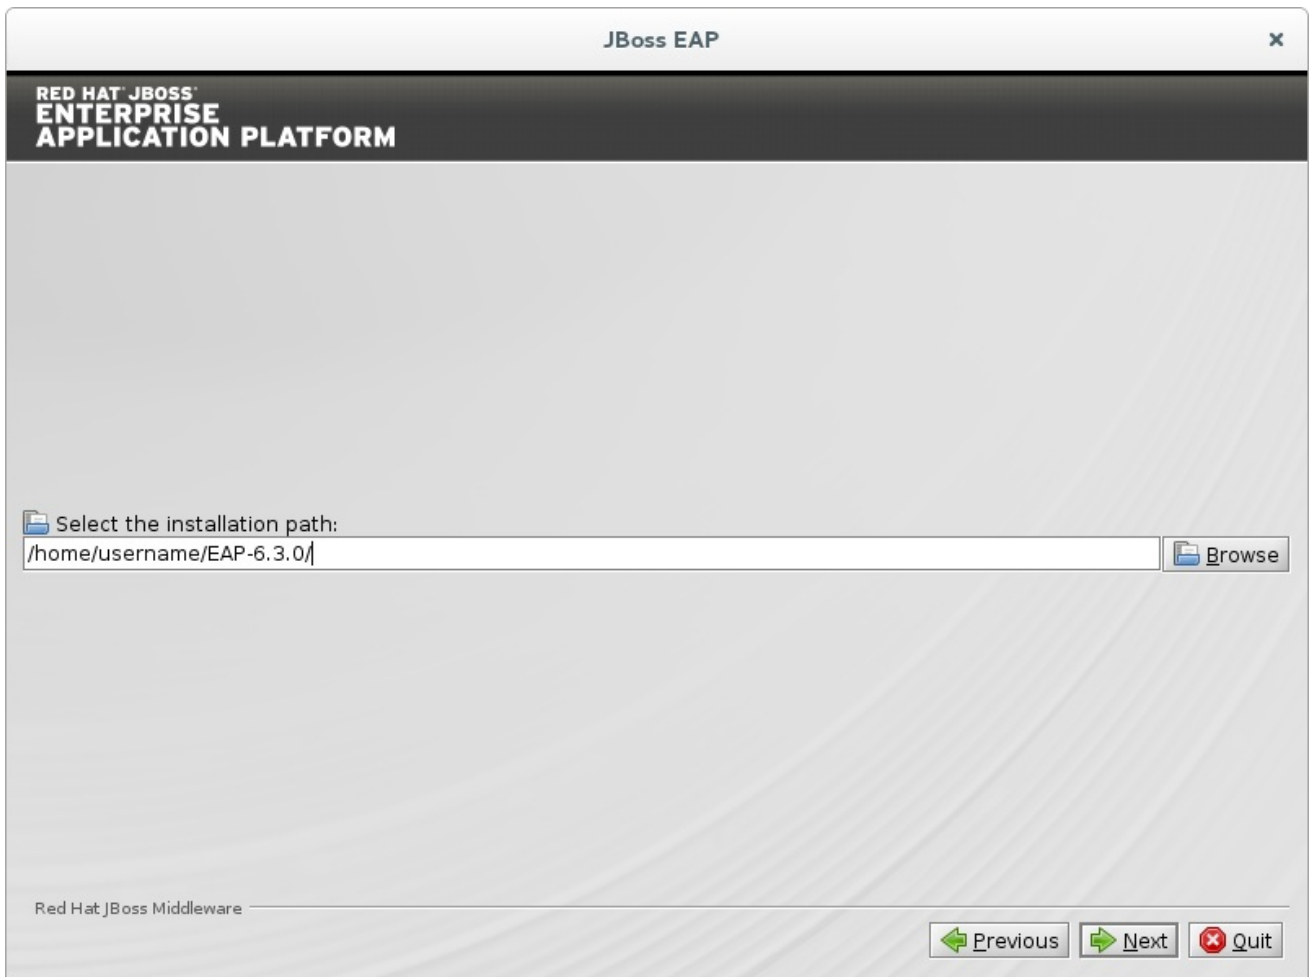 JBoss EAP
RED HAT JBOSS
ENTERPRISE
APPLICATION PLATFORM
Select the installation path:
/home/username/EAP-6.3.0/
Browse
Red Hat JBoss Middleware
Previous Next Quit